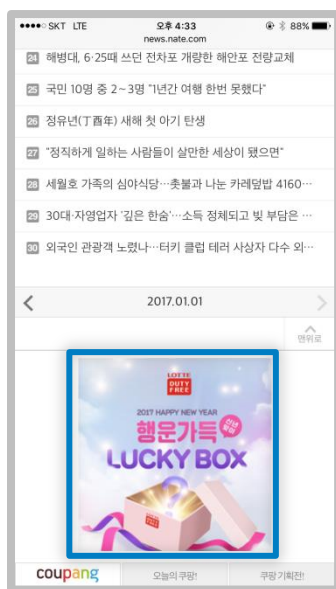 SKT LTE 오후 4:33 88%
news.nate.com
24 해병대, 6·25때 쓰던 전차포 개량한 해안포 전량교체
25 국민 10명 중 2~3명 "1년간 여행 한번 못했다"
26 정유년(丁酉年) 새해 첫 아기 탄생
27 "정직하게 일하는 사람들이 살만한 세상이 됐으면"
28 세월호 가족의 심야식당…촛불과 나눈 카레덮밥 4160…
29 30대·자영업자 '깊은 한숨'…소득 정체되고 빚 부담은 …
30 외국인 관광객 노렸나…터키 클럽 테러 사상자 다수 외…
2017.01.01
맨위로
LOTTE
DUTY
FREE
2017 HAPPY NEW YEAR
행운가득
신년
맞이
LUCKY BOX
coupang 오늘의 쿠팡! 쿠팡 기획전!